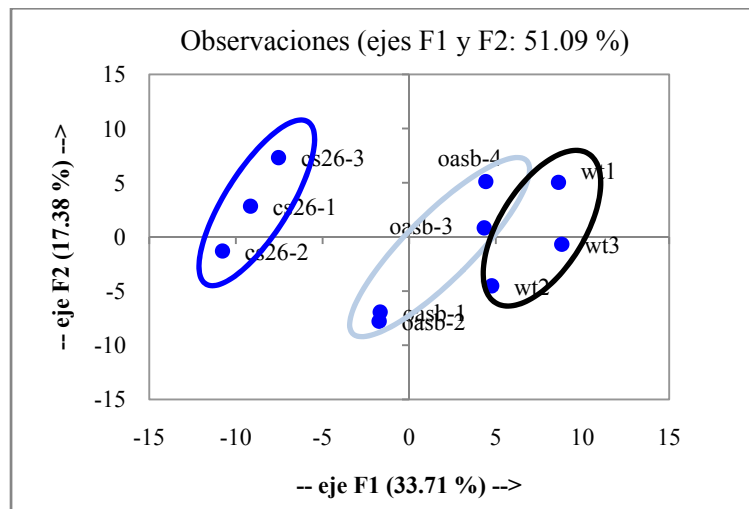 Observaciones (ejes F1 y F2: 51.09 %)
15
10
5
0
-5
-10
15
-- eje F2 (17.38 %) -->
cs26-3
cs26-1
cs26-2
oasb-4
oasb-3
oasb-1
oasb-2
wt1
wt3
wt2
-15
-10
-5
0
5
10
15
-- eje F1 (33.71 %) -->